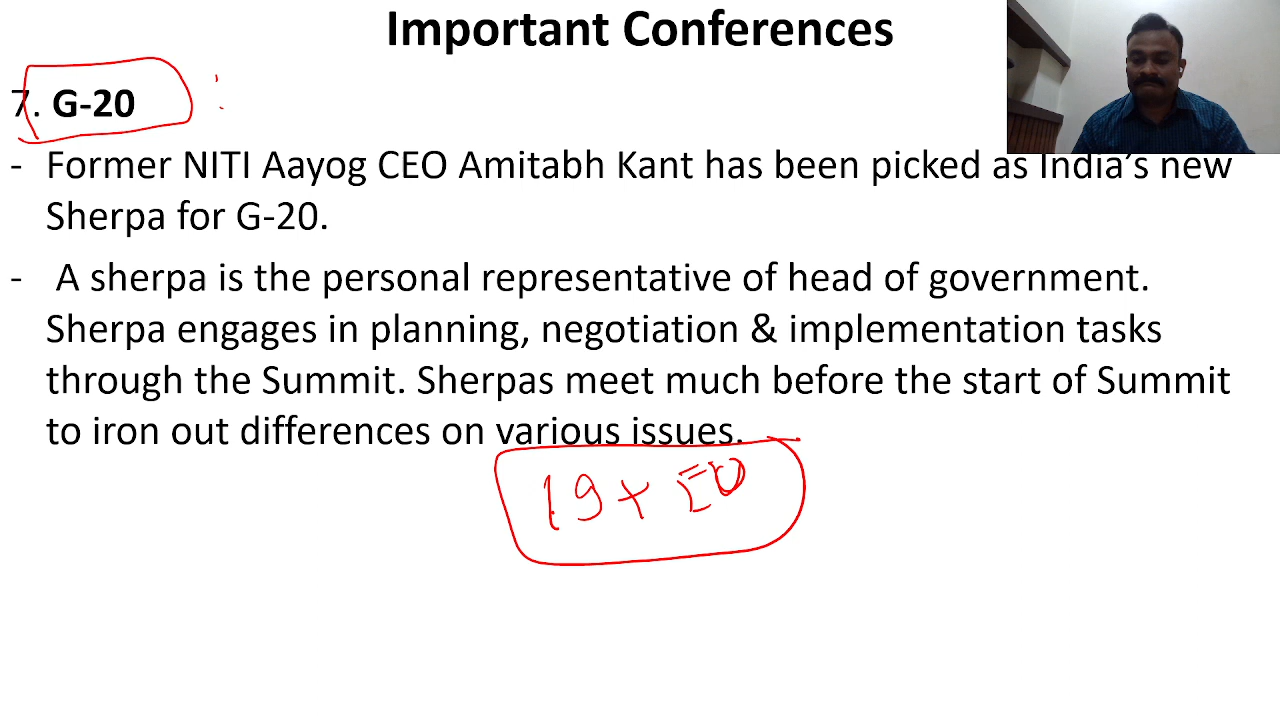 Important Conferences
7. G-20
- Former NITI Aayog CEO Amitabh Kant has been picked as India's new
Sherpa for G-20.
- A sherpa is the personal representative of head of government.
Sherpa engages in planning, negotiation & implementation tasks
through the Summit. Sherpas meet much before the start of Summit
to iron out differences on various issues.
19 + EU